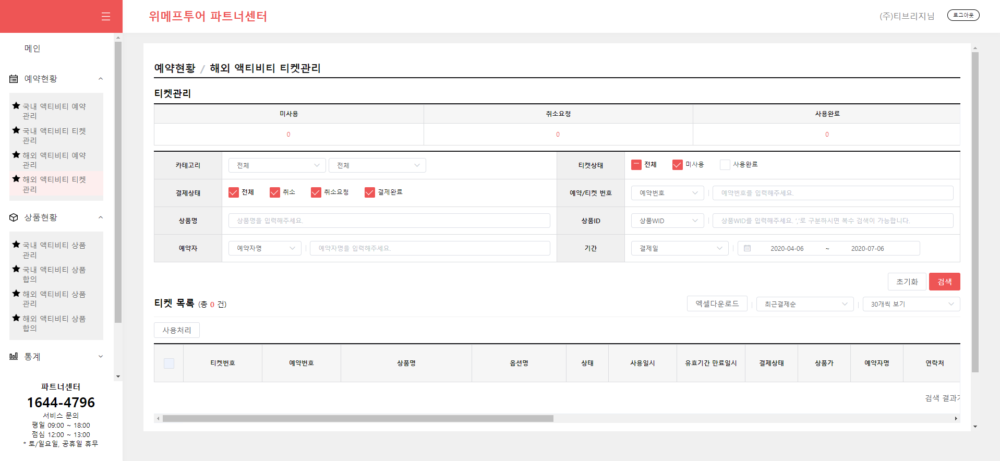 위메프투어 파트너센터
(주)티브리지님
로그아웃
메인
예약현황
국내 액티비티 예약
관리
국내 액티비티 티켓
관리
해외 액티비티 예약
관리
해외 액티비티 티켓
관리
상품현황
국내 액티비티 상품
관리
국내 액티비티 상품
합의
해외 액티비티 상품
관리
해외 액티비티 상품
합의
통계
파트너센터
1644-4796
서비스 문의
평일 09:00 ~ 18:00
점심 12:00 ~ 13:00
* 토/일요일, 공휴일 휴무
예약현황 / 해외 액티비티 티켓관리
티켓관리
미사용 취소요청 사용완료
0 0 0
카테고리 전체 전체 티켓상태 전체 미사용 사용완료
결제상태 전체 취소 취소요청 결제완료 예약/티켓 번호 예약번호 예약번호를 입력해주세요.
상품명 상품명을 입력해주세요. 상품ID 상품WID 상품WID를 입력해주세요. ','로 구분하시면 복수 검색이 가능합니다.
예약자 예약자명 예약자명을 입력해주세요. 기간 결제일 2020-04-06 ~ 2020-07-06
초기화 검색
티켓 목록 (총 0 건) 엑셀다운로드 최근결제순 30개씩 보기
사용처리
티켓번호 예약번호 상품명 옵션명 상태 사용일시 유효기간 만료일시 결제상태 상품가 예약자명 연락처
검색 결과가